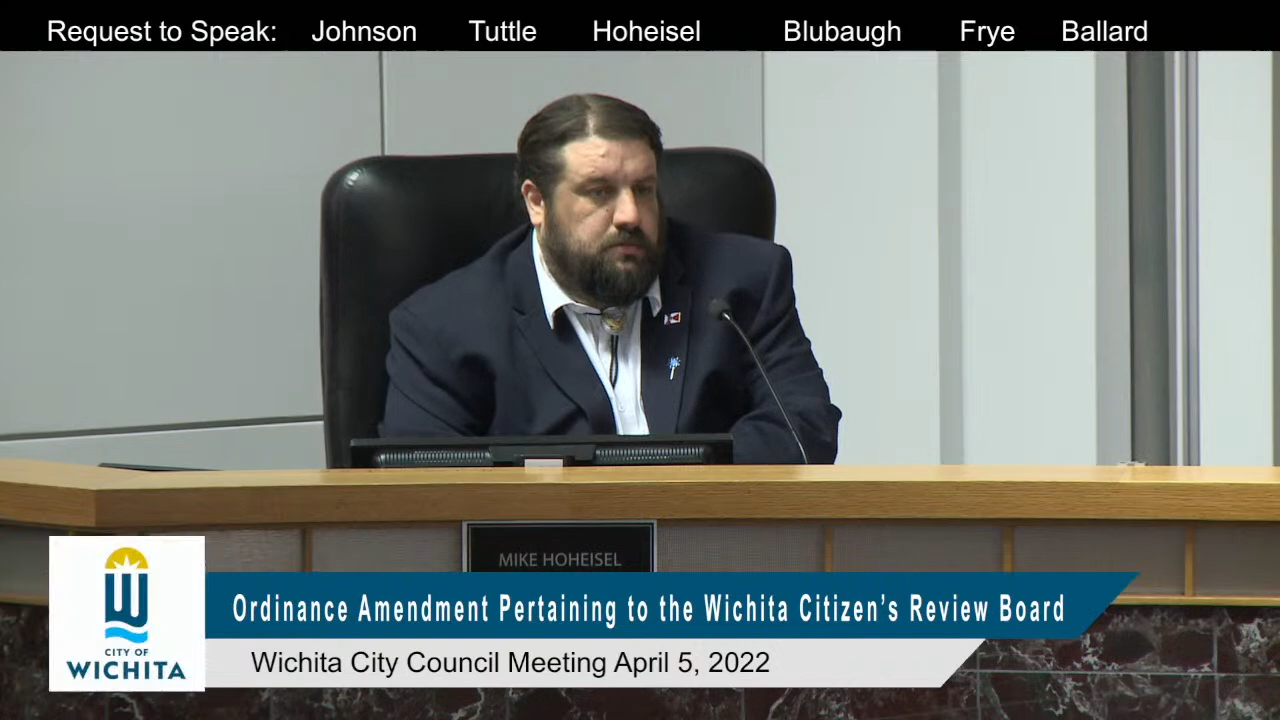 Request to Speak: Johnson Tuttle Hoheisel Blubaugh Frye Ballard
MIKE HOHEISEL
Ordinance Amendment Pertaining to the Wichita Citizen's Review Board
Wichita City Council Meeting April 5, 2022
CITY OF
WICHITA